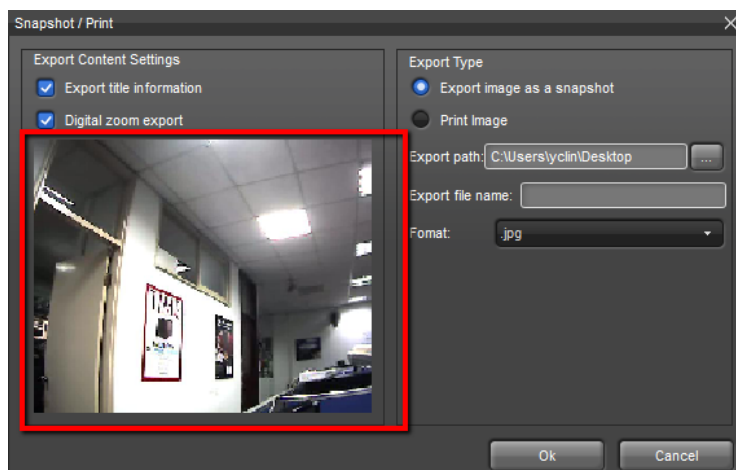 Snapshot / Print
Export Content Settings
Export title information
Digital zoom export
Export Type
Export image as a snapshot
Print Image
Export path: C:\Users\yclin\Desktop ...
Export file name:
Fomat: .jpg
Ok Cancel